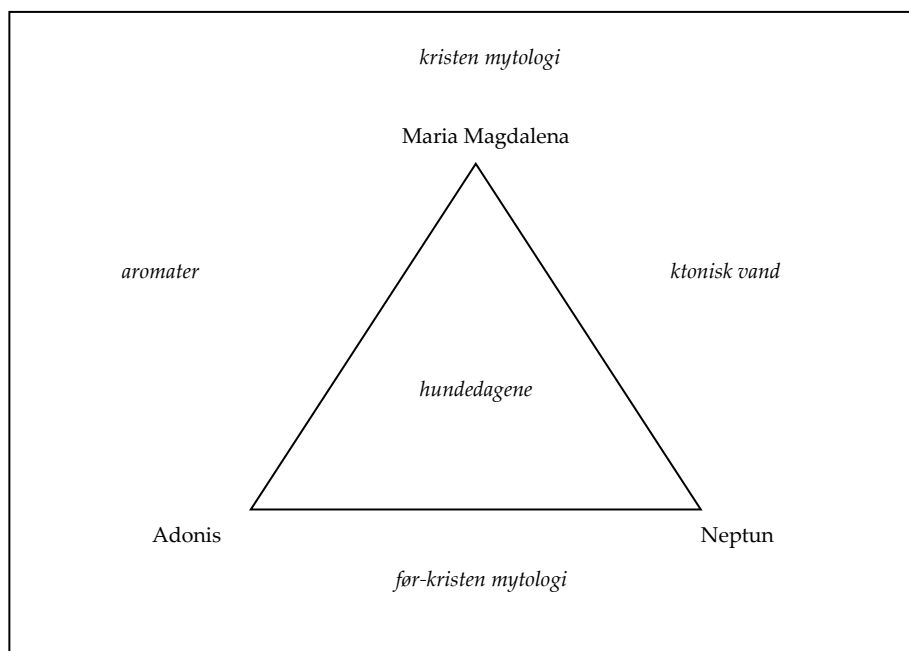 kristen mytologi
Maria Magdalena
aromater
ktonisk vand
hundedagene
Adonis
Neptun
før-kristen mytologi